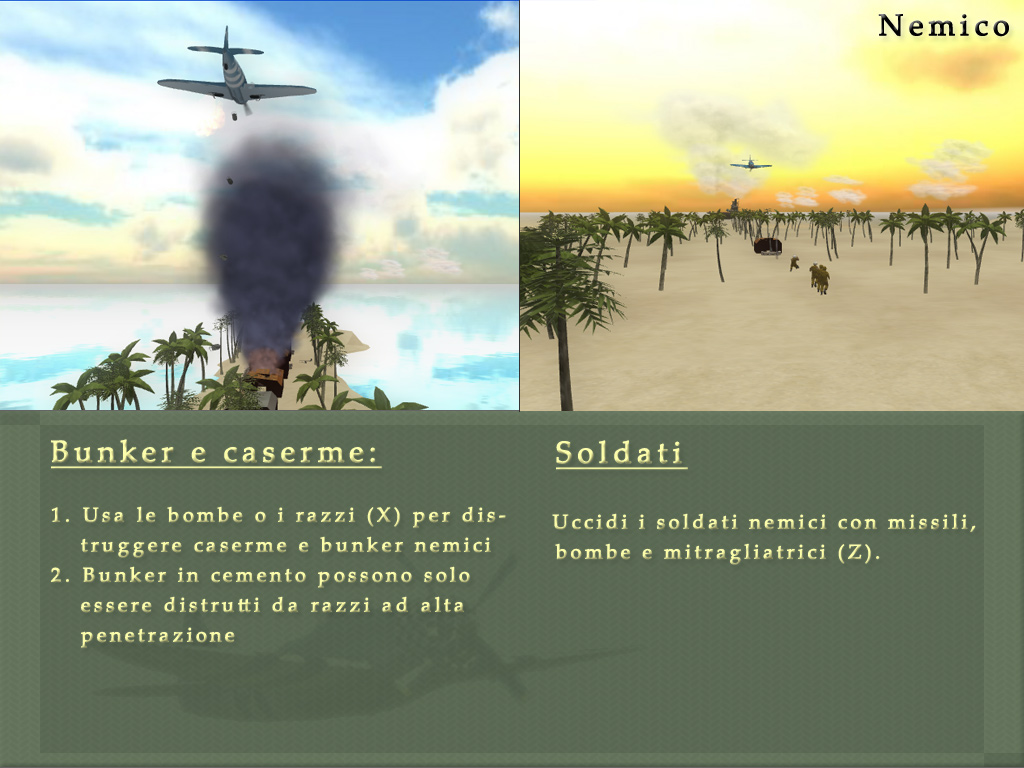 Nemico
Bunker e caserme:
1. Usa le bombe o i razzi (X) per dis-
truggere caserme e bunker nemici
2. Bunker in cemento possono solo
essere distrutti da razzi ad alta
penetrazione
Soldati
Uccidi i soldati nemici con missili,
bombe e mitragliatrici (Z).